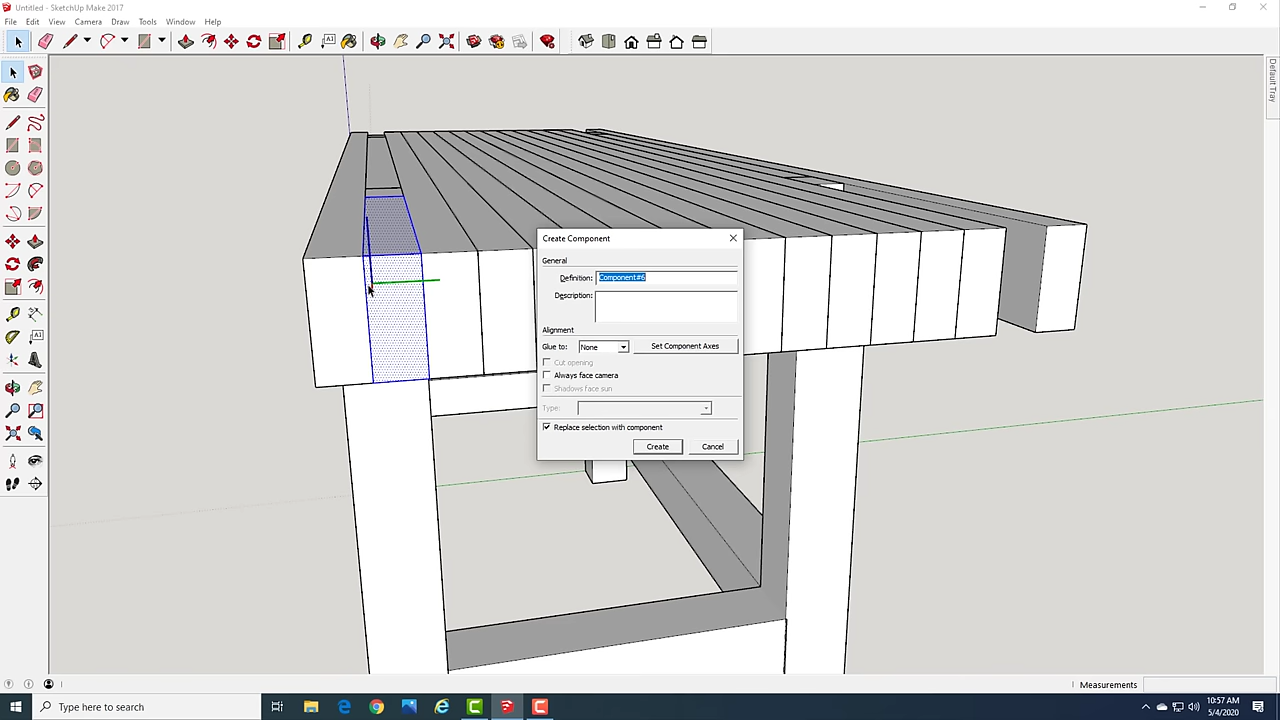 Untitled - SketchUp Make 2017
File Edit View Camera Draw Tools Window Help
Default Tray
Create Component
General
Definition: Component#6
Description:
Alignment
Glue to: None Set Component Axes
Cut opening
Always face camera
Shadows face sun
Type:
Replace selection with component
Create Cancel
Measurements
Type here to search
10:57 AM
5/4/2020